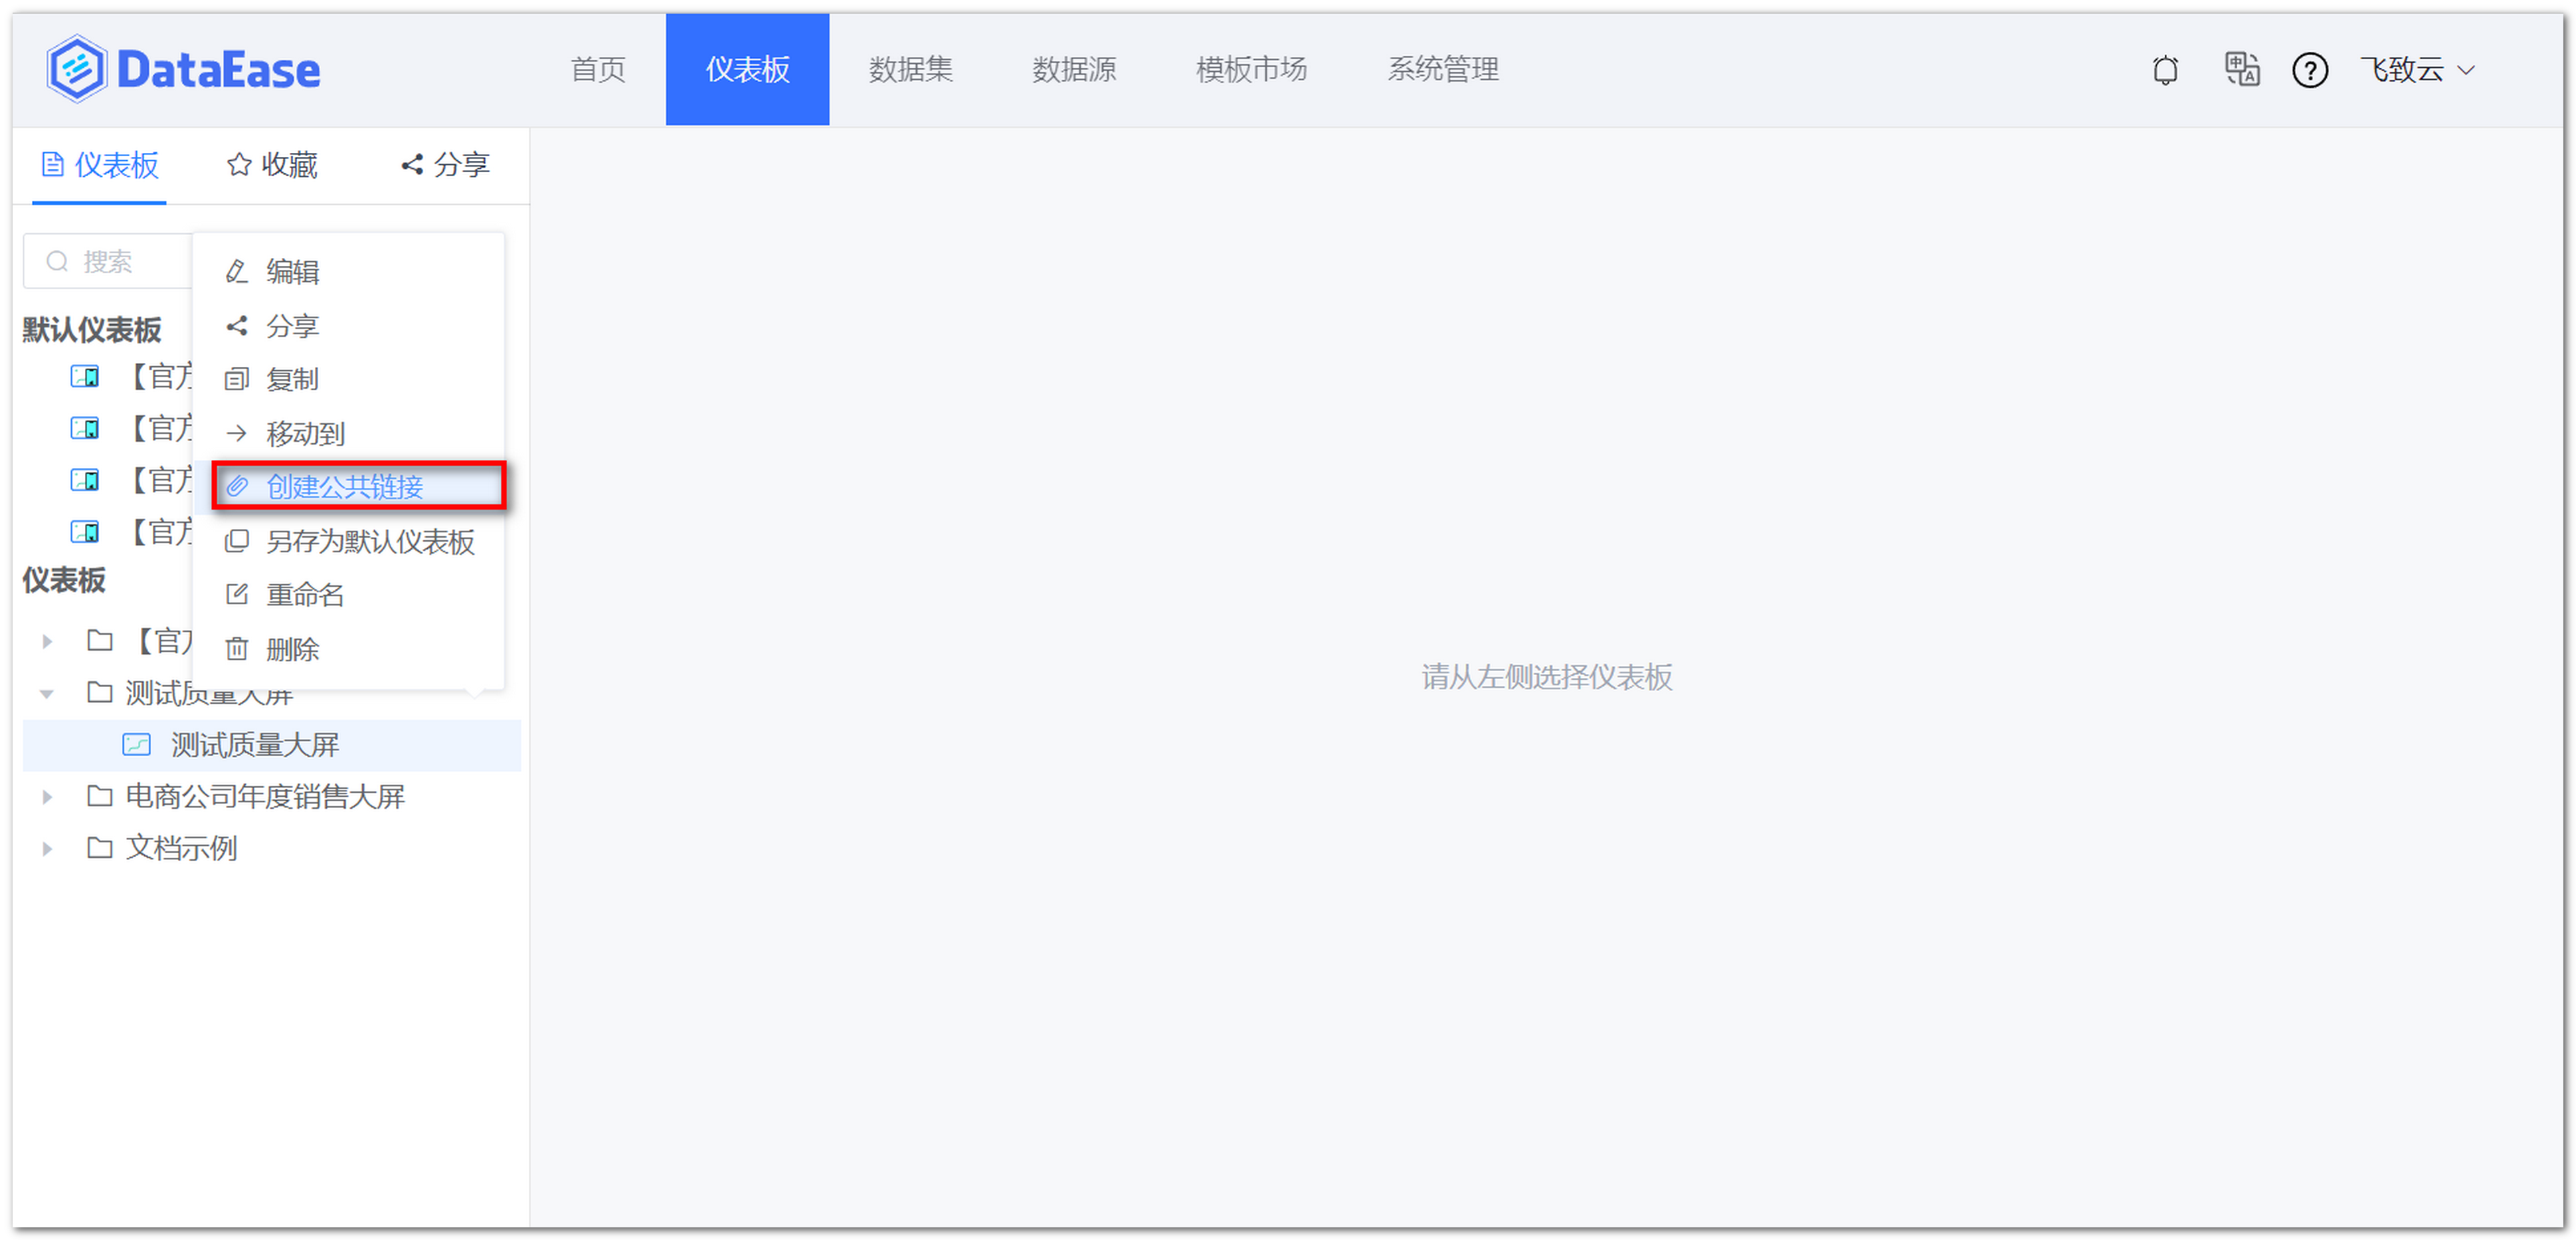 DataEase
首页 仪表板 数据集 数据源 模板市场 系统管理 飞致云
仪表板 收藏 分享
搜索
编辑
分享
复制
移动到
创建公共链接
另存为默认仪表板
重命名
删除
默认仪表板
【官方
【官方
【官方
【官方
仪表板
【官方
测试质量大屏
测试质量大屏
电商公司年度销售大屏
文档示例
请从左侧选择仪表板